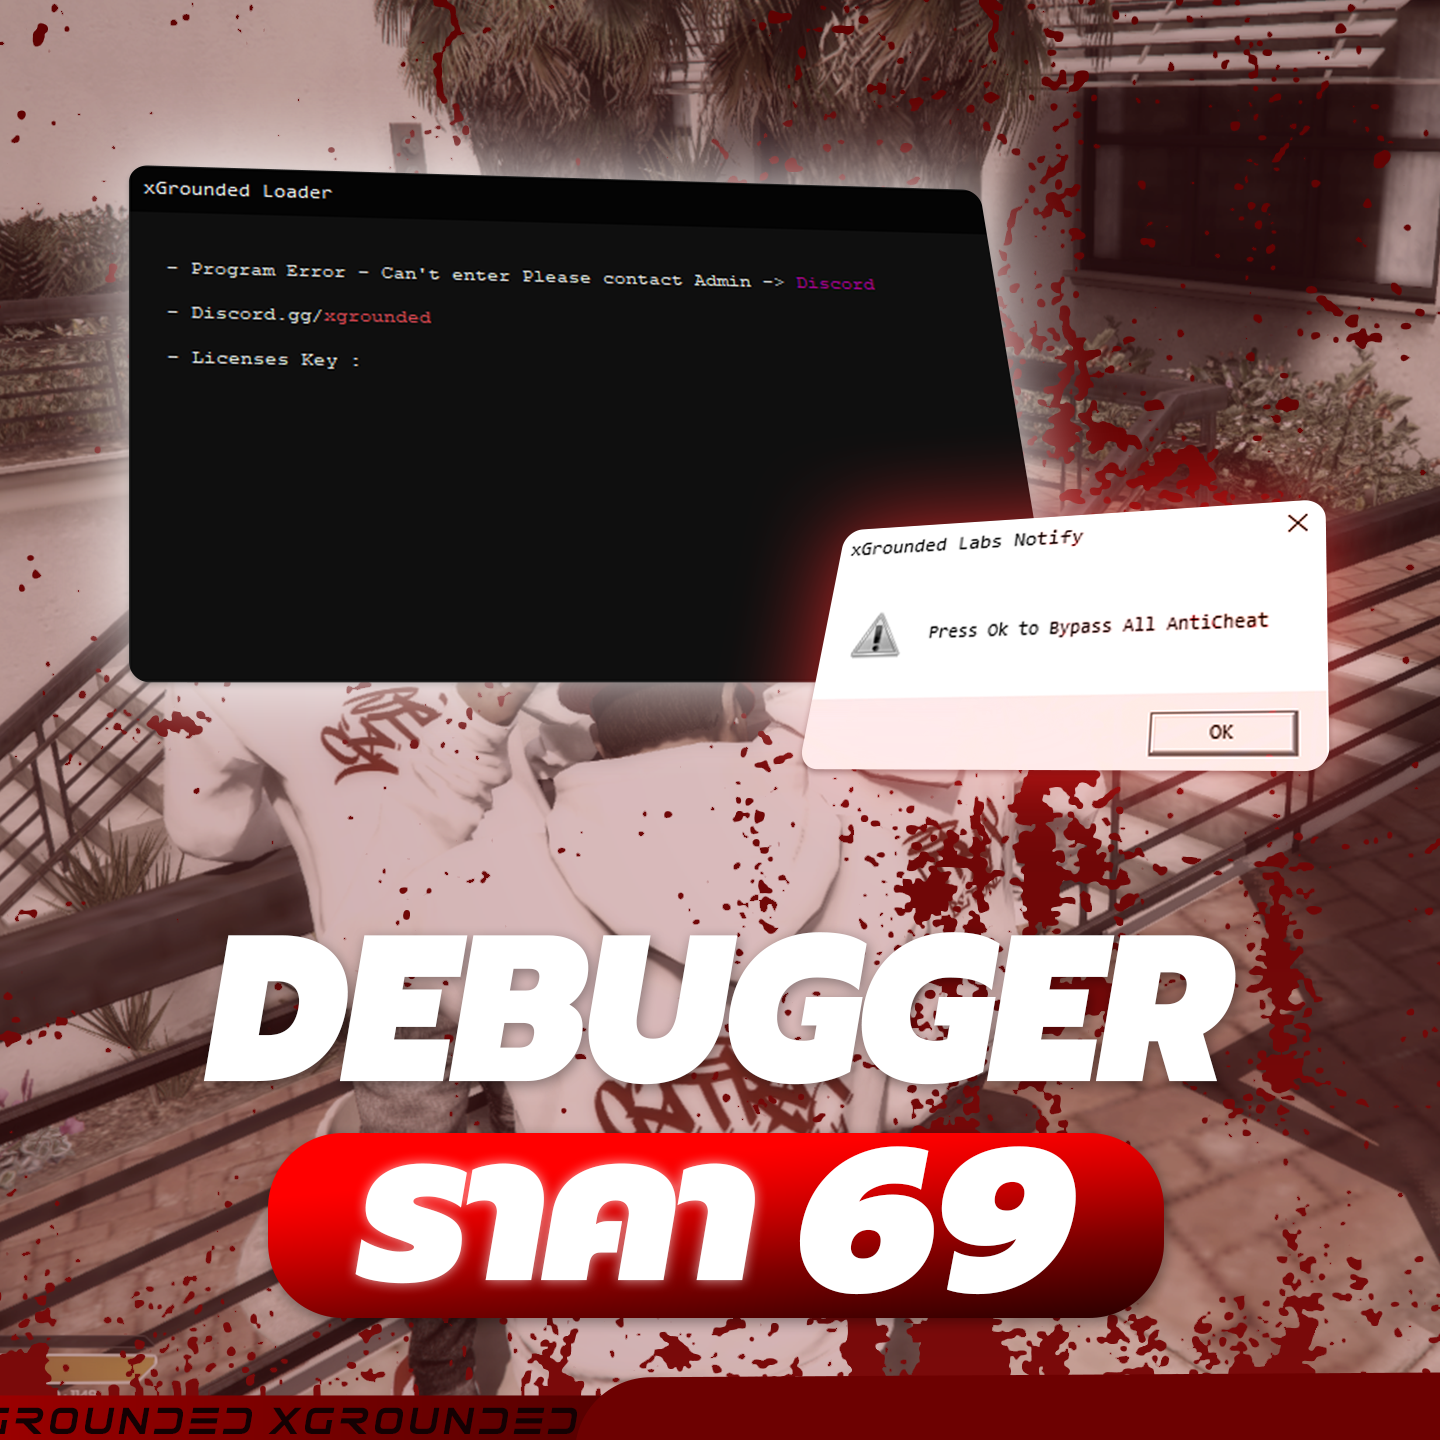 xGrounded Loader
- Program Error - Can't enter Please contact Admin -> Discord
- Discord.gg/xgrounded
- Licenses Key :
xGrounded Labs Notify
Press Ok to Bypass All AntiCheat
OK
DEBUGGER
ราคา 69
GROUNDED XGROUNDED